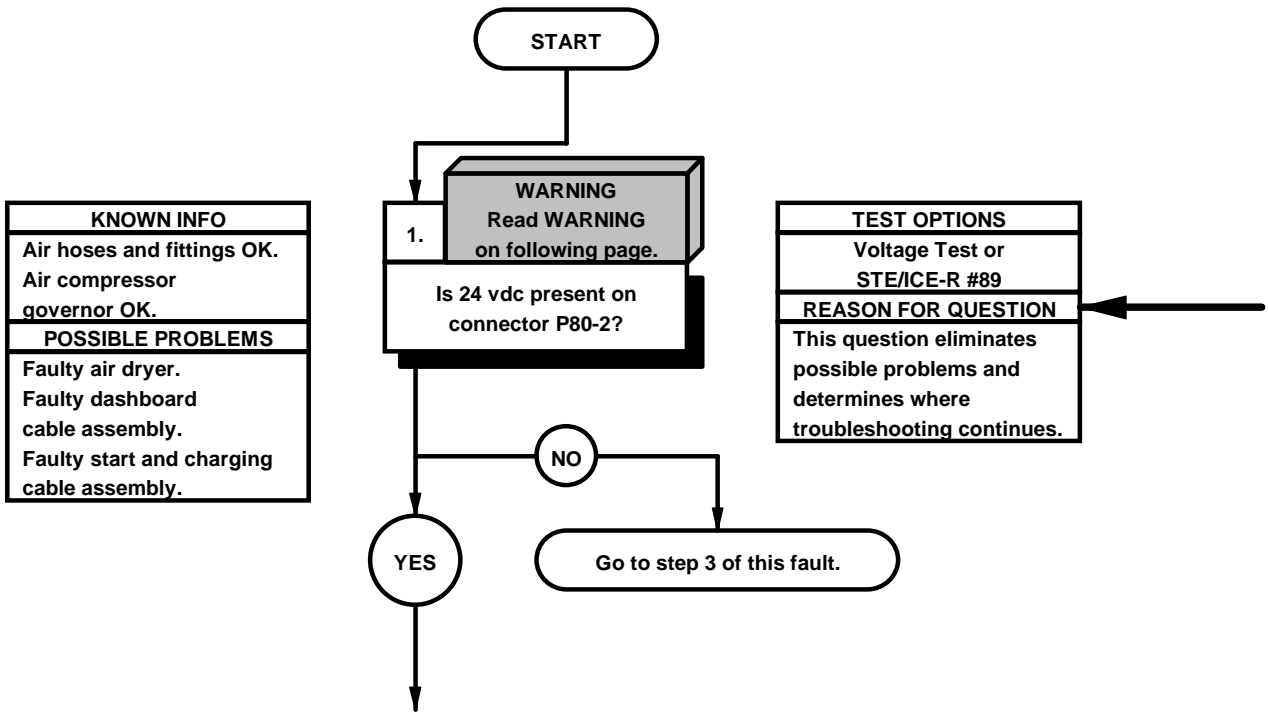 START
KNOWN INFO
Air hoses and fittings OK.
Air compressor
governor OK.
POSSIBLE PROBLEMS
Faulty air dryer.
Faulty dashboard
cable assembly.
Faulty start and charging
cable assembly.
1.
WARNING
Read WARNING
on following page.
Is 24 vdc present on
connector P80-2?
TEST OPTIONS
Voltage Test or
STE/ICE-R #89
REASON FOR QUESTION
This question eliminates
possible problems and
determines where
troubleshooting continues.
NO
YES
Go to step 3 of this fault.